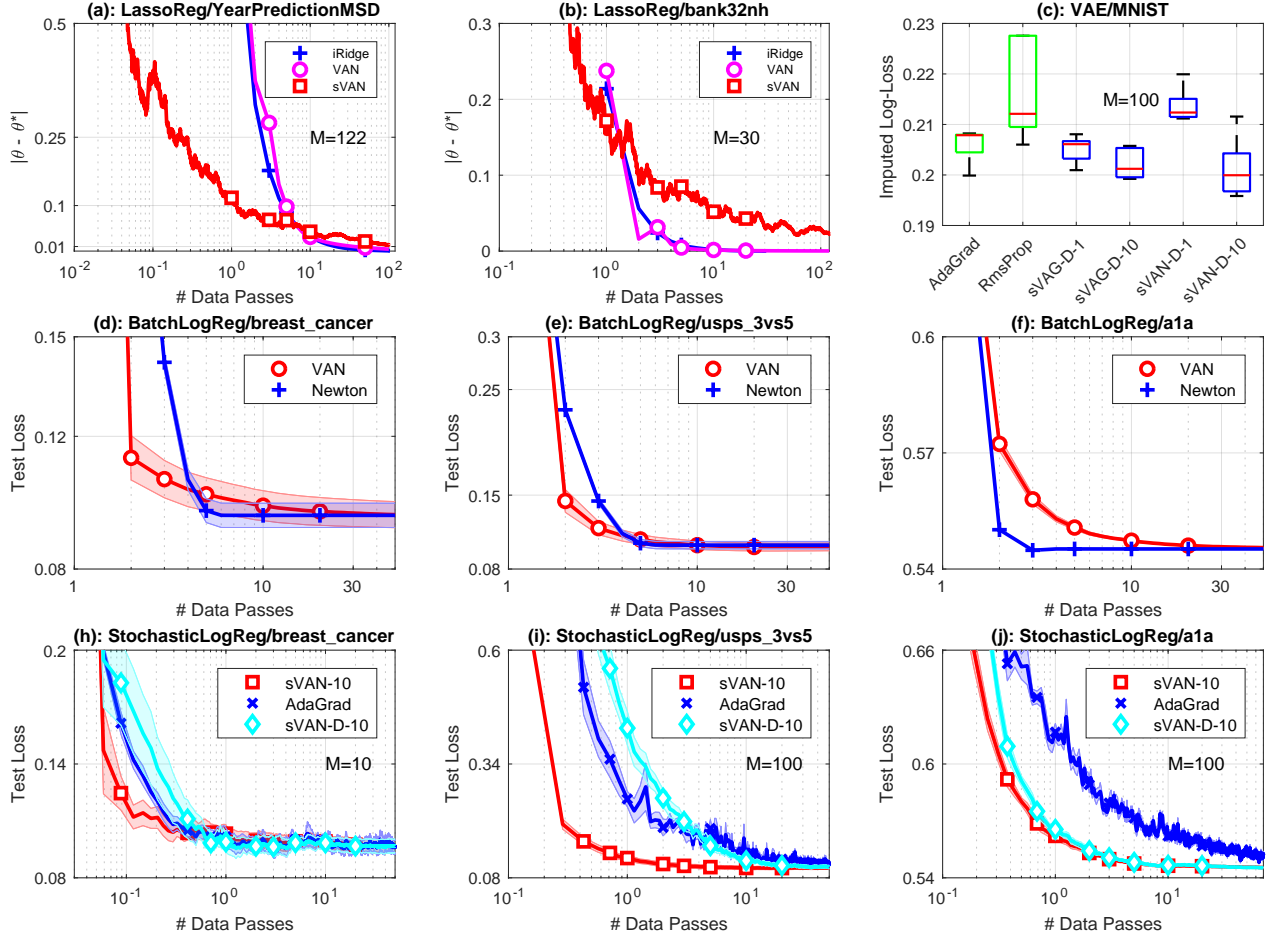 (a): LassoReg/YearPredictionMSD
0.5
0.25
0.1
0.01
|θ - θ*|
iRidge
VAN
sVAN
M=122
10^-2 10^-1 10^0 10^1 10^2
# Data Passes
(b): LassoReg/bank32nh
0.3
0.2
0.1
0
|θ - θ*|
iRidge
VAN
sVAN
M=30
10^-1 10^0 10^1 10^2
# Data Passes
(c): VAE/MNIST
0.23
0.22
0.21
0.2
0.19
Imputed Log-Loss
M=100
AdaGrad
RmsProp
sVAG-D-1
sVAG-D-10
sVAN-D-1
sVAN-D-10
(d): BatchLogReg/breast_cancer
0.12
0.08
Test Loss
VAN
Newton
1 10 30
# Data Passes
(e): BatchLogReg/usps_3vs5
0.3
0.25
0.15
0.08
Test Loss
VAN
Newton
1 10 30
# Data Passes
(f): BatchLogReg/a1a
0.6
0.57
0.54
Test Loss
VAN
Newton
1 10 30
# Data Passes
(h): StochasticLogReg/breast_cancer
0.2
0.14
0.08
Test Loss
sVAN-10
AdaGrad
sVAN-D-10
M=10
10^-1 10^0 10^1
# Data Passes
(i): StochasticLogReg/usps_3vs5
0.6
0.34
0.08
Test Loss
sVAN-10
AdaGrad
sVAN-D-10
M=100
10^-1 10^0 10^1
# Data Passes
(j): StochasticLogReg/a1a
0.66
0.6
0.54
Test Loss
sVAN-10
AdaGrad
sVAN-D-10
M=100
10^-1 10^0 10^1
# Data Passes